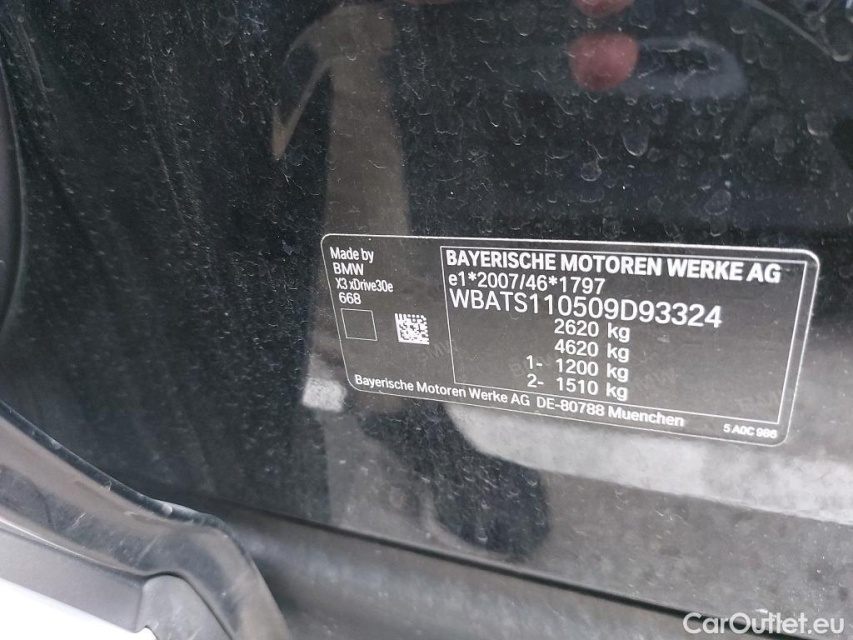 Made by
BMW
X3 xDrive30e
668
BAYERISCHE MOTOREN WERKE AG
e1*2007/46*1797
WBATS110509D93324
2620 kg
4620 kg
1- 1200 kg
2- 1510 kg
Bayerische Motoren Werke AG DE-80788 Muenchen
5 A0C 986
CarOutlet.eu